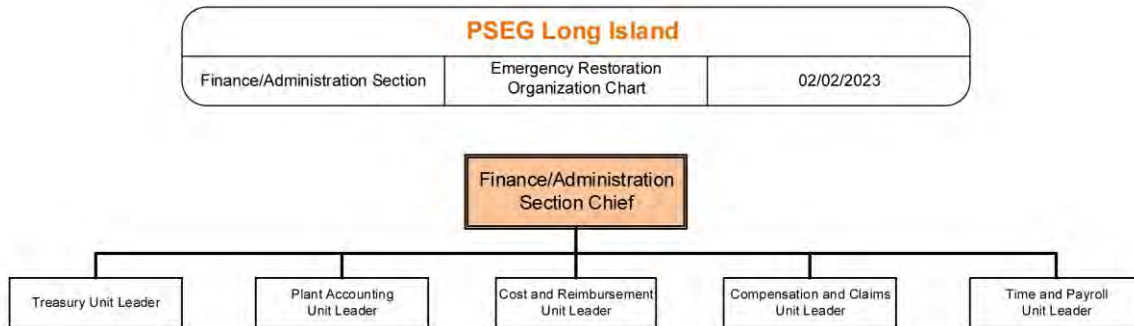 PSEG Long Island
Finance/Administration Section
Emergency Restoration
Organization Chart
02/02/2023
Finance/Administration
Section Chief
Treasury Unit Leader
Plant Accounting
Unit Leader
Cost and Reimbursement
Unit Leader
Compensation and Claims
Unit Leader
Time and Payroll
Unit Leader